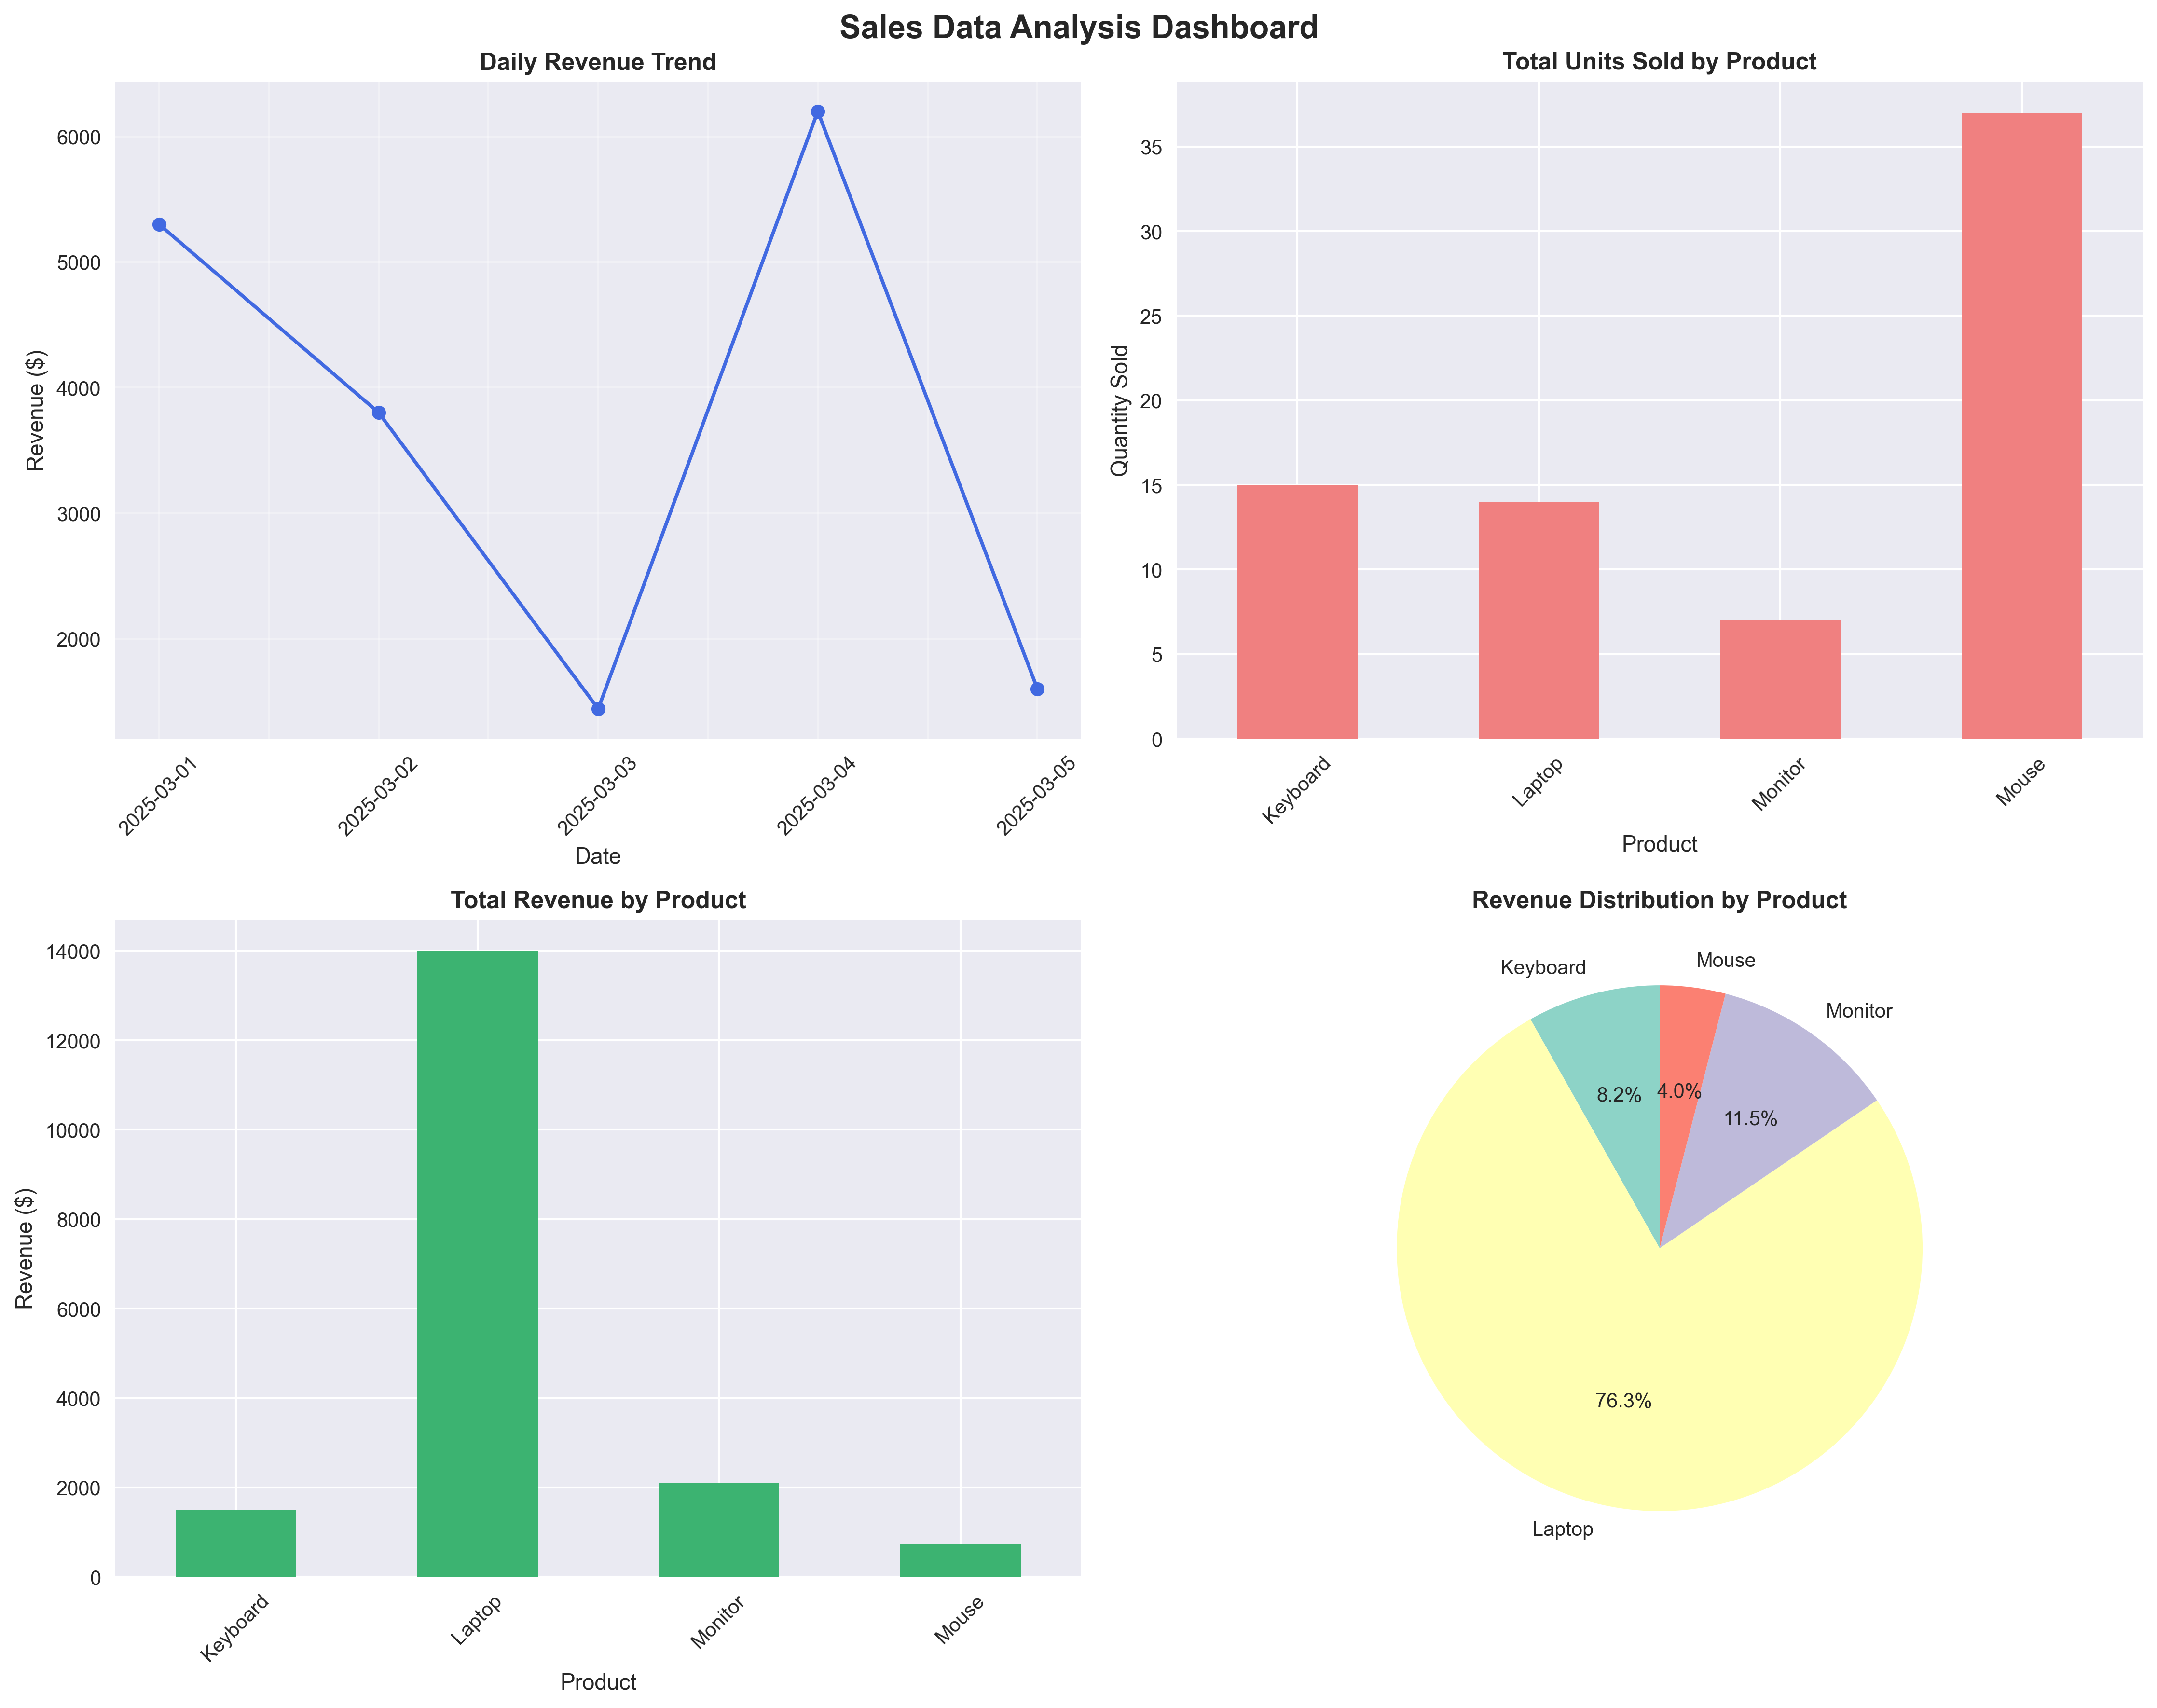 Sales Data Analysis Dashboard
Daily Revenue Trend
Revenue ($)
6000
5000
4000
3000
2000
2025-03-01
2025-03-02
2025-03-03
2025-03-04
2025-03-05
Date
Total Units Sold by Product
Quantity Sold
35
30
25
20
15
10
5
0
Keyboard
Laptop
Monitor
Mouse
Product
Total Revenue by Product
Revenue ($)
14000
12000
10000
8000
6000
4000
2000
0
Keyboard
Laptop
Monitor
Mouse
Product
Revenue Distribution by Product
Mouse
Keyboard
Monitor
4.0%
8.2%
11.5%
76.3%
Laptop